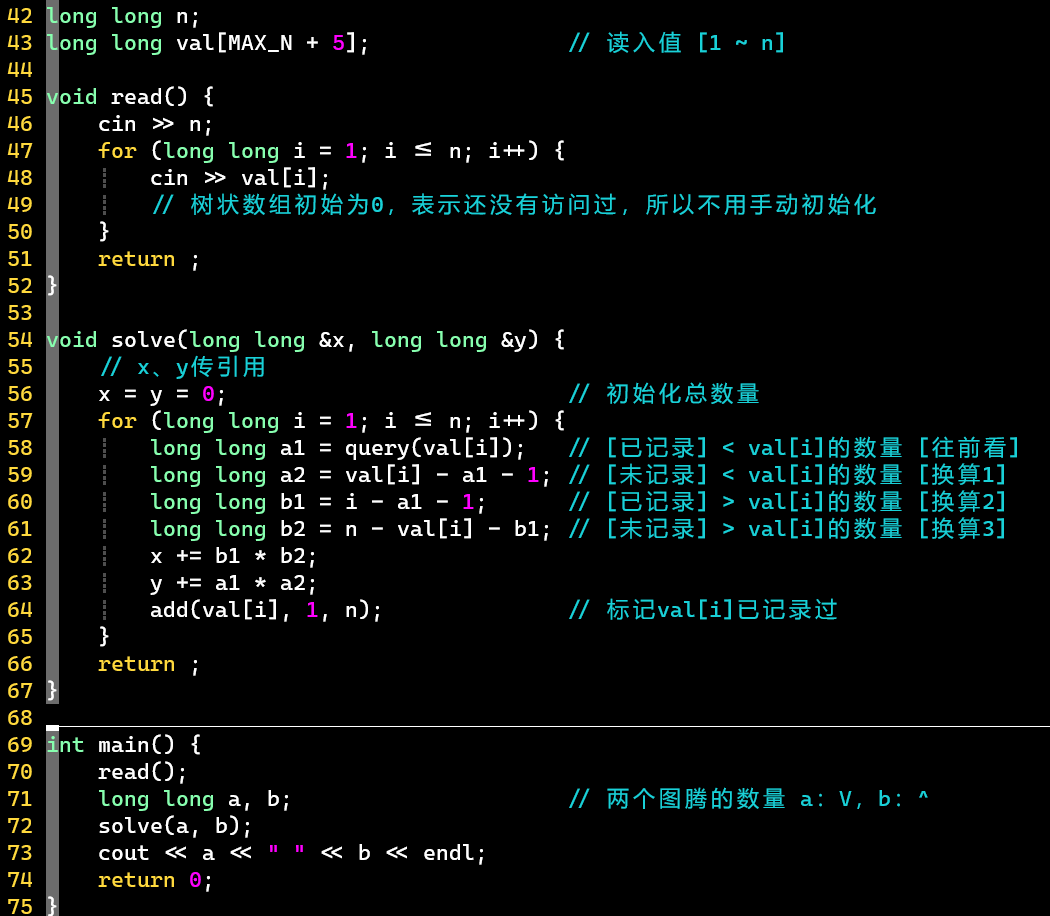 42 long long n;
43 long long val[MAX_N + 5];                // 读入值 [1 ~ n]
44
45 void read() {
46     cin >> n;
47     for (long long i = 1; i <= n; i++) {
48         cin >> val[i];
49         // 树状数组初始为0，表示还没有访问过，所以不用手动初始化
50     }
51     return ;
52 }
53
54 void solve(long long &x, long long &y) {
55     // x、y传引用
56     x = y = 0;                           // 初始化总数量
57     for (long long i = 1; i <= n; i++) {
58         long long a1 = query(val[i]);    // [已记录] < val[i]的数量 [往前看]
59         long long a2 = val[i] - a1 - 1;  // [未记录] < val[i]的数量 [换算1]
60         long long b1 = i - a1 - 1;       // [已记录] > val[i]的数量 [换算2]
61         long long b2 = n - val[i] - b1;  // [未记录] > val[i]的数量 [换算3]
62         x += b1 * b2;
63         y += a1 * a2;
64         add(val[i], 1, n);               // 标记val[i]已记录过
65     }
66     return ;
67 }
68
69 int main() {
70     read();
71     long long a, b;                      // 两个图腾的数量 a：V，b：^
72     solve(a, b);
73     cout << a << " " << b << endl;
74     return 0;
75 }